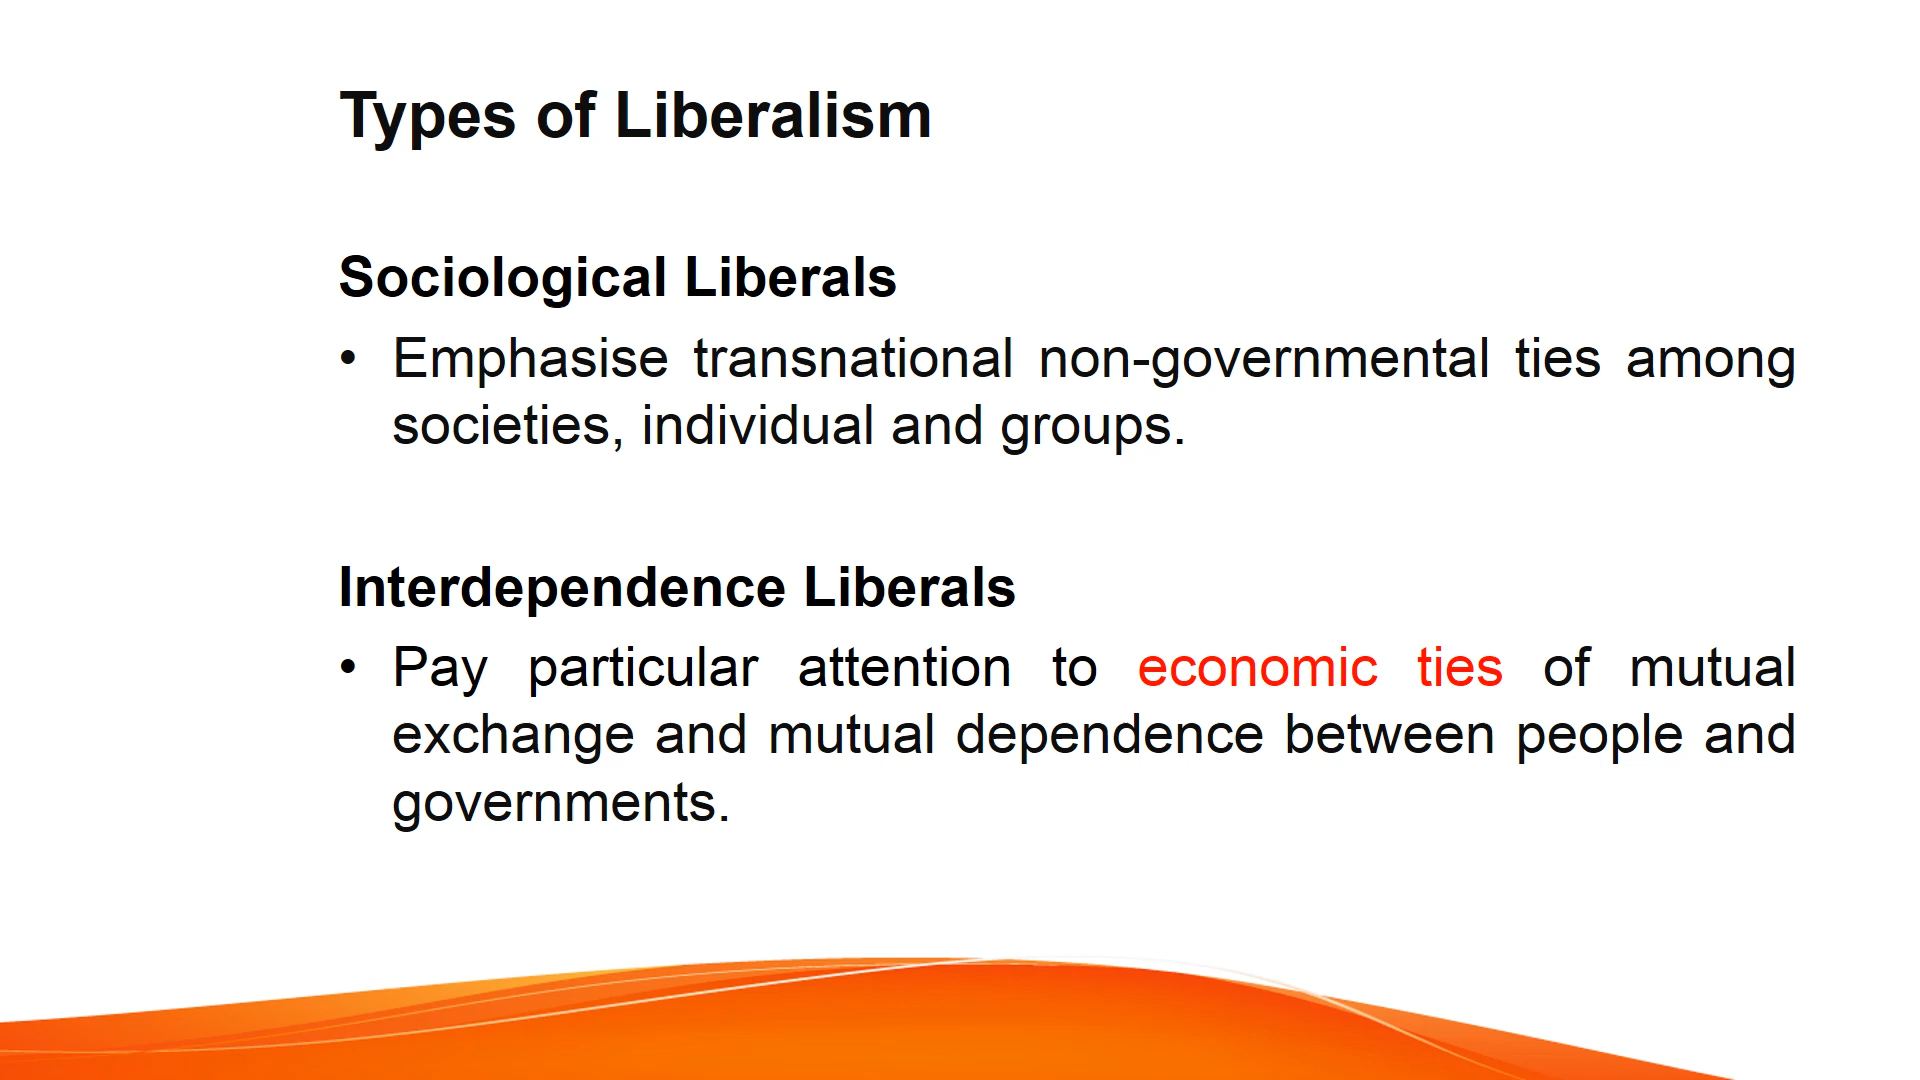 Types of Liberalism
Sociological Liberals
• Emphasise transnational non-governmental ties among
societies, individual and groups.
Interdependence Liberals
• Pay particular attention to economic ties of mutual
exchange and mutual dependence between people and
governments.